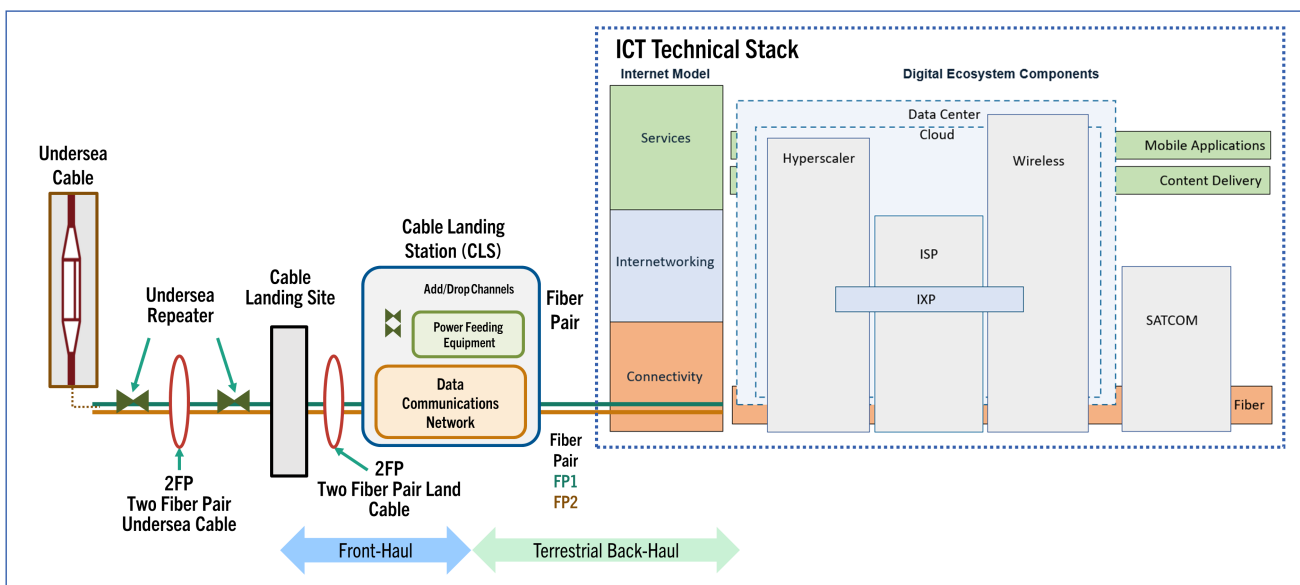 ICT Technical Stack
Internet Model
Digital Ecosystem Components
Services
Internetworking
Connectivity
Data Center
Cloud
Hyperscaler
Wireless
ISP
IXP
SATCOM
Mobile Applications
Content Delivery
Fiber
Undersea
Cable
Undersea
Repeater
Cable
Landing Site
Cable Landing
Station (CLS)
Add/Drop Channels
Power Feeding
Equipment
Data
Communications
Network
Fiber
Pair
2FP
Two Fiber Pair
Undersea Cable
2FP
Two Fiber Pair Land
Cable
Fiber
Pair
FP1
FP2
Front-Haul
Terrestrial Back-Haul